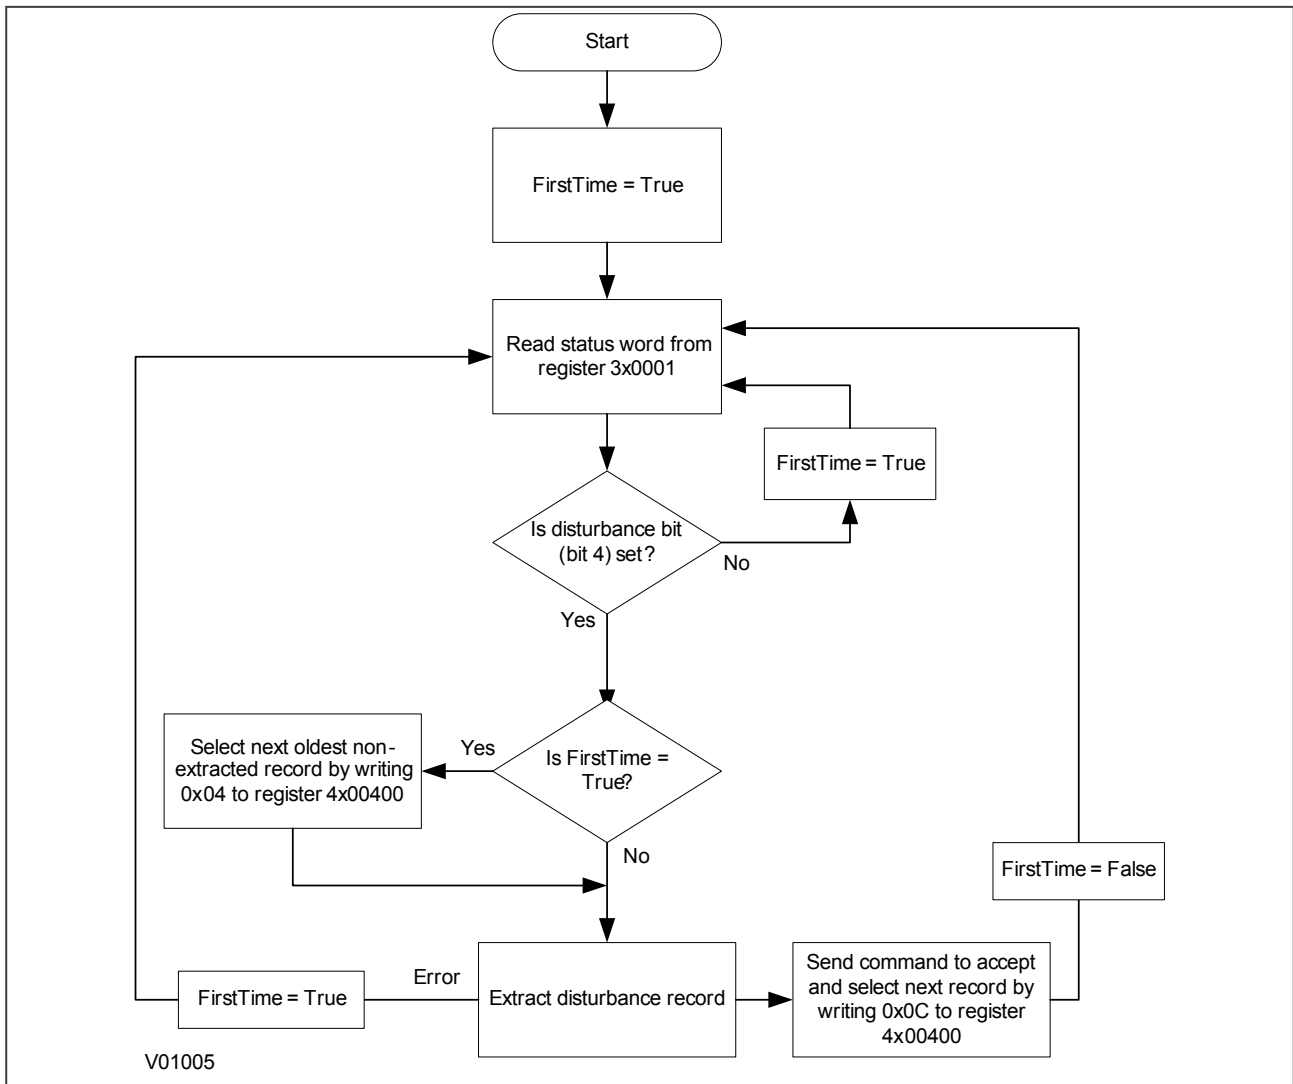 Start
FirstTime = True
Read status word from
register 3x0001
FirstTime = True
Is disturbance bit
(bit 4) set?
No
Yes
Select next oldest non-
extracted record by writing
0x04 to register 4x00400
Yes
Is FirstTime =
True?
No
FirstTime = False
FirstTime = True
Error
Extract disturbance record
Send command to accept
and select next record by
writing 0x0C to register
4x00400
V01005